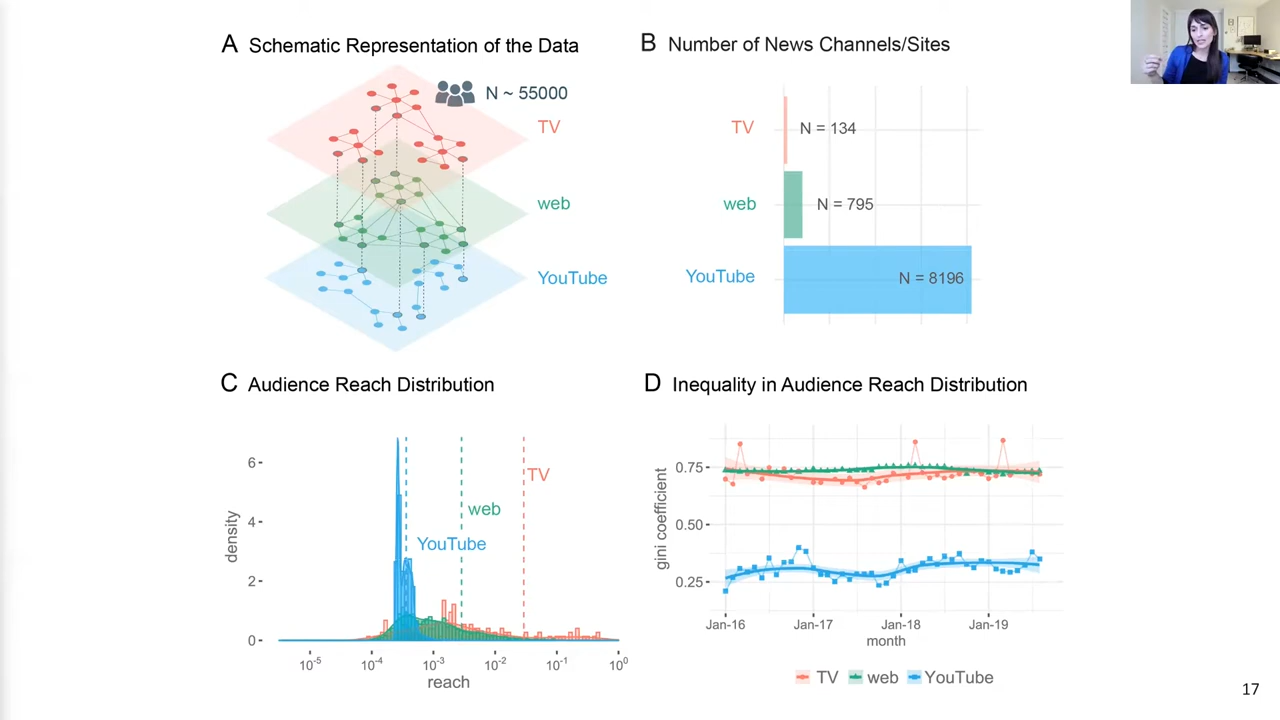 A Schematic Representation of the Data
N ~ 55000
TV
web
YouTube
B Number of News Channels/Sites
TV
N = 134
web
N = 795
YouTube
N = 8196
C Audience Reach Distribution
density
6
4
2
0
TV
web
YouTube
10-5
10-4
10-3
10-2
10-1
100
reach
D Inequality in Audience Reach Distribution
gini coefficient
0.75
0.50
0.25
Jan-16
Jan-17
Jan-18
Jan-19
month
TV web YouTube
17